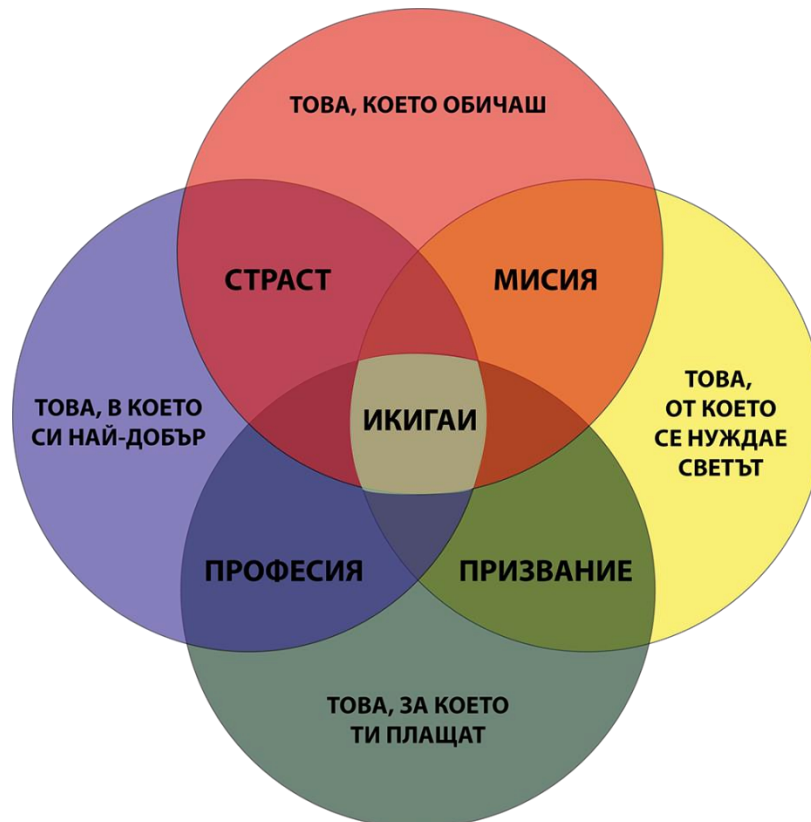 ТОВА, КОЕТО ОБИЧАШ
СТРАСТ
МИСИЯ
ТОВА, В КОЕТО
СИ НАЙ-ДОБЪР
ИКИГАИ
ТОВА,
ОТ КОЕТО
СЕ НУЖДАЕ
СВЕТЪТ
ПРОФЕСИЯ
ПРИЗВАНИЕ
ТОВА, ЗА КОЕТО
ТИ ПЛАЩАТ